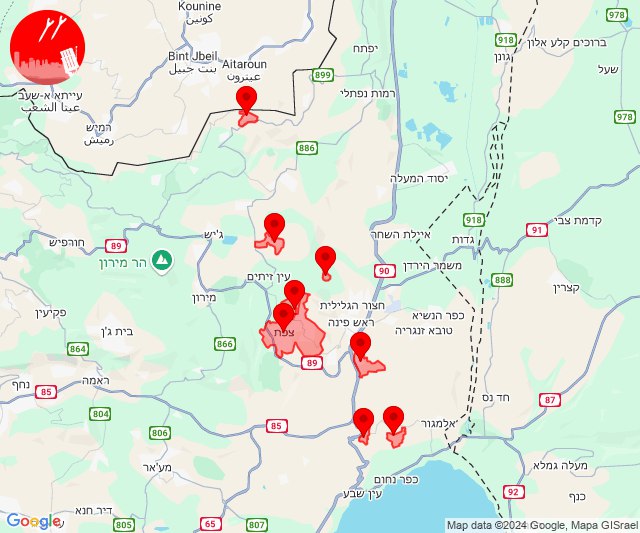 Kounine
كونين
ברוכים קלע אלון
918
יפתח
גונן
Bint Jbeil
بنت جبيل
Aitaroun
عيترون
899
שעל
978
רמות נפתלי
עייתא א-שעב
عيتا الشعب
978
רמיש
رميش
886
יסוד המעלה
918
קדמת צבי
91
ג'יש
איילת השחר
גדות
חורפיש
89
הר מירון
משמר הירדן
90
עין זיתים
888
קצרין
מירון
חצור הגלילית
כפר הנשיא
פקיעין
ראש פינה
טובא זנגריה
צפת
בית ג'ן
866
864
89
ראמה
נחף
85
חד נס
87
804
85
אלמגור
806
מע'אר
מעלה גמלא
כפר נחום
כנף
עין שבע
92
דיר חנא
805
65
807
Google
Map data ©2024 Google, Mapa GISrael